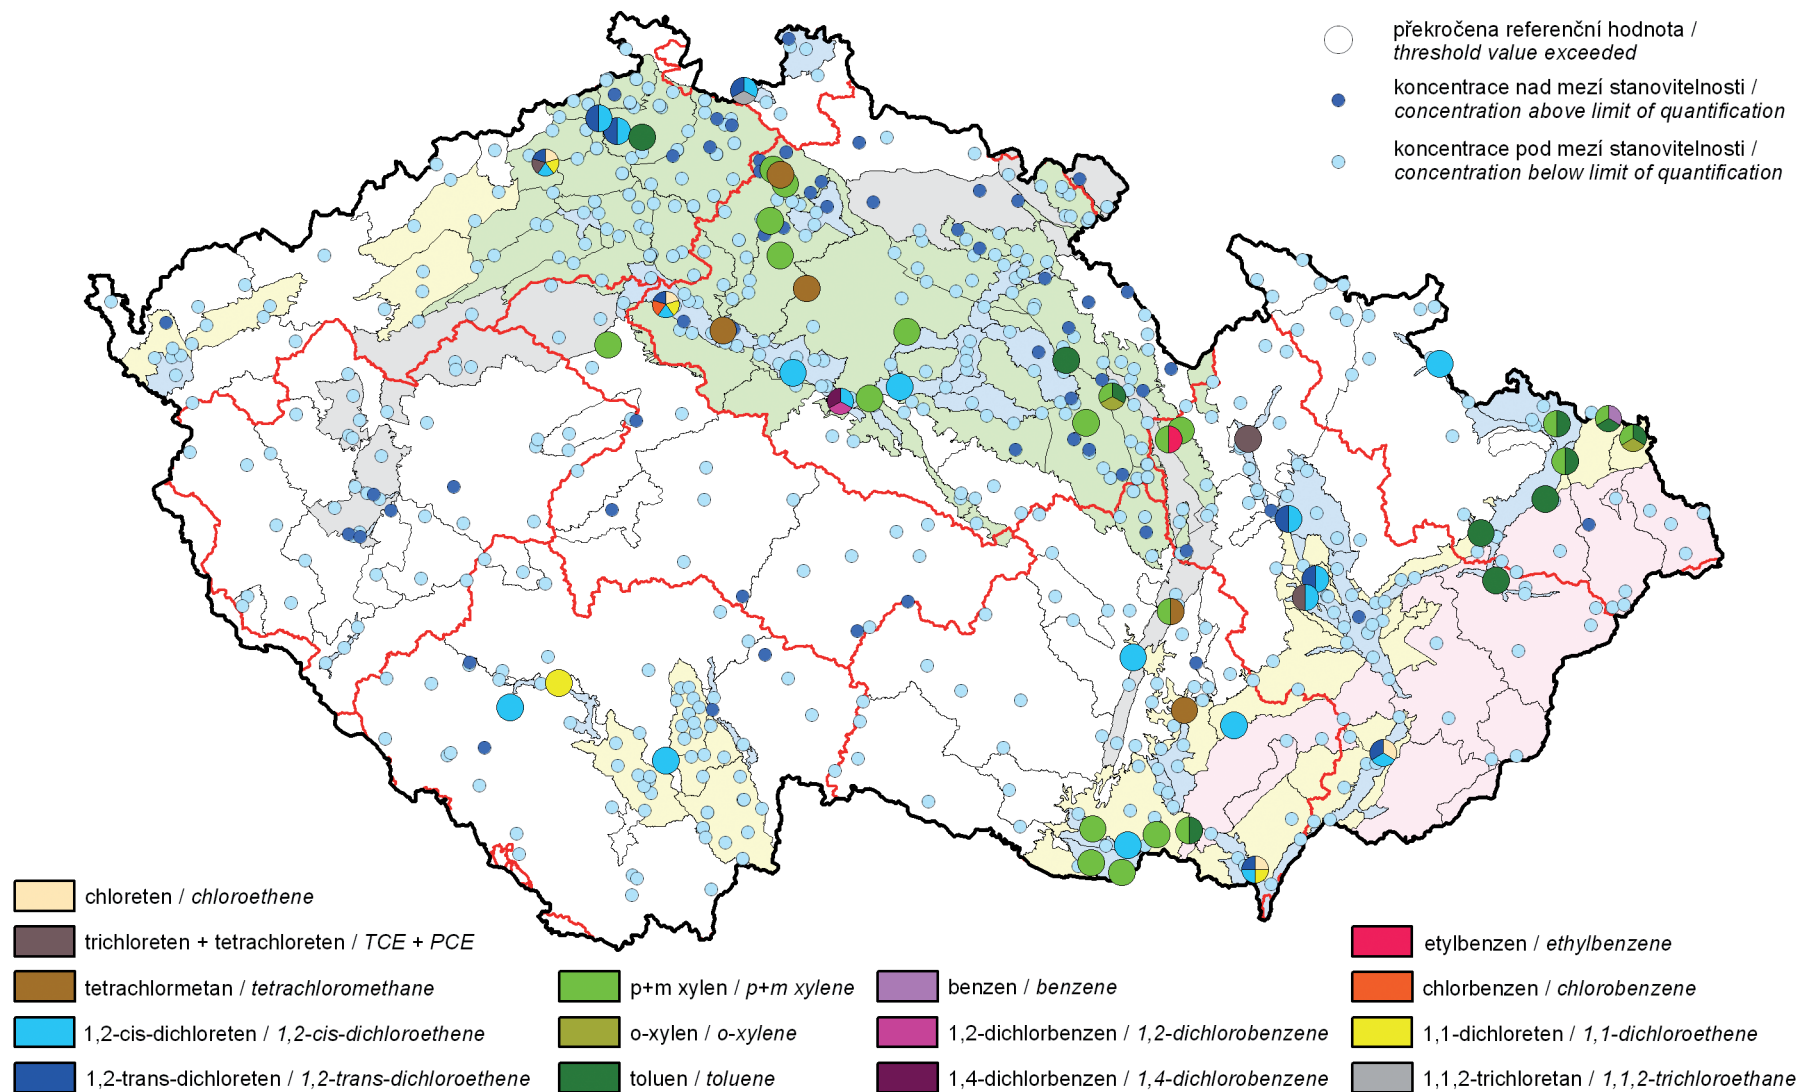 překročena referenční hodnota /
threshold value exceeded
koncentrace nad mezí stanovitelnosti /
concentration above limit of quantification
koncentrace pod mezí stanovitelnosti /
concentration below limit of quantification
chloreten / chloroethene
trichloreten + tetrachloreten / TCE + PCE
tetrachlormetan / tetrachloromethane
1,2-cis-dichloreten / 1,2-cis-dichloroethene
1,2-trans-dichloreten / 1,2-trans-dichloroethene
p+m xylen / p+m xylene
o-xylen / o-xylene
toluen / toluene
benzen / benzene
1,2-dichlorbenzen / 1,2-dichlorobenzene
1,4-dichlorbenzen / 1,4-dichlorobenzene
etylbenzen / ethylbenzene
chlorbenzen / chlorobenzene
1,1-dichloreten / 1,1-dichloroethene
1,1,2-trichloretan / 1,1,2-trichloroethane